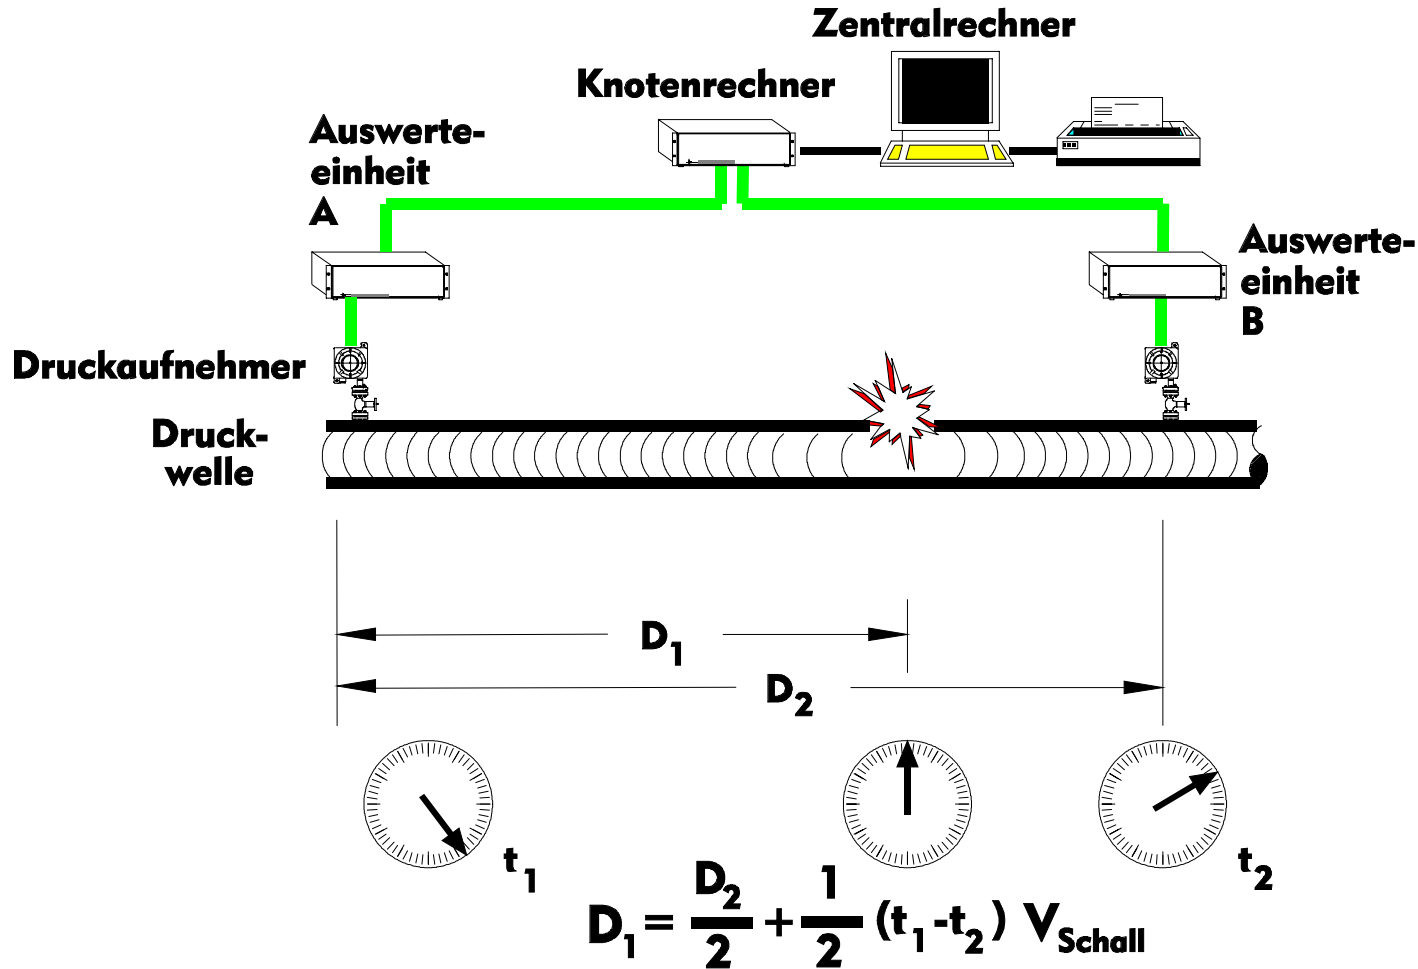 Zentralrechner
Knotenrechner
Auswerte-
einheit
A
Auswerte-
einheit
B
Druckaufnehmer
Druck-
welle
D1
D2
t1
t2
D1 = D2/2 + 1/2 (t1-t2) VSchall